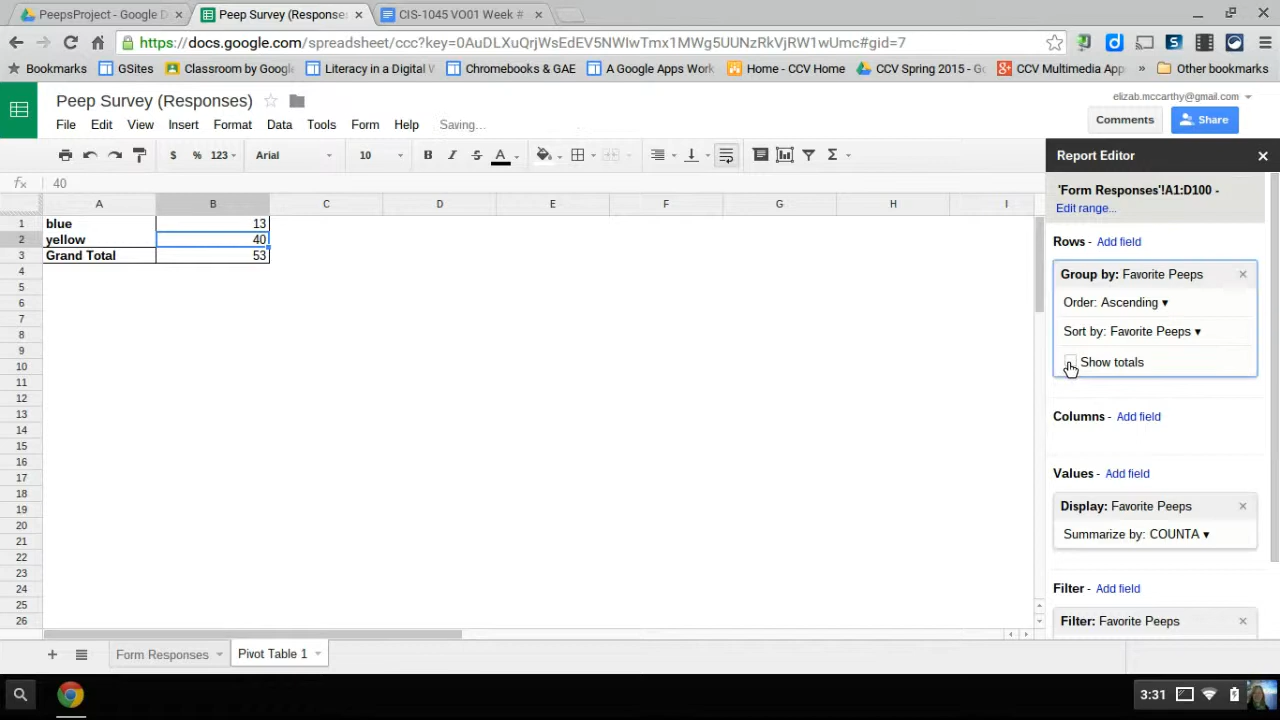 PeepsProject - Google D
Peep Survey (Response
CIS-1045 VO01 Week #
https://docs.google.com/spreadsheet/ccc?key=0AuDLXuQrjWsEdEV5NWIwTmx1MWg5UUNzRkVjRW1wUmc#gid=7
Bookmarks GSites Classroom by Googl Literacy in a Digital W Chromebooks & GAE A Google Apps Work Home - CCV Home CCV Spring 2015 - Go CCV Multimedia App » Other bookmarks
Peep Survey (Responses)
elizab.mccarthy@gmail.com
File Edit View Insert Format Data Tools Form Help Saving...
Comments Share
$ % 123 Arial 10 B I S A Σ
Report Editor
fx 40
'Form Responses'!A1:D100 -
Edit range...
A B C D E F G H I
1 blue 13
2 yellow 40
3 Grand Total 53
4
5
6
7
8
9
10
11
12
13
14
15
16
17
18
19
20
21
22
23
24
25
26
Rows - Add field
Group by: Favorite Peeps
Order: Ascending
Sort by: Favorite Peeps
Show totals
Columns - Add field
Values - Add field
Display: Favorite Peeps
Summarize by: COUNTA
Filter - Add field
Filter: Favorite Peeps
Form Responses Pivot Table 1
3:31